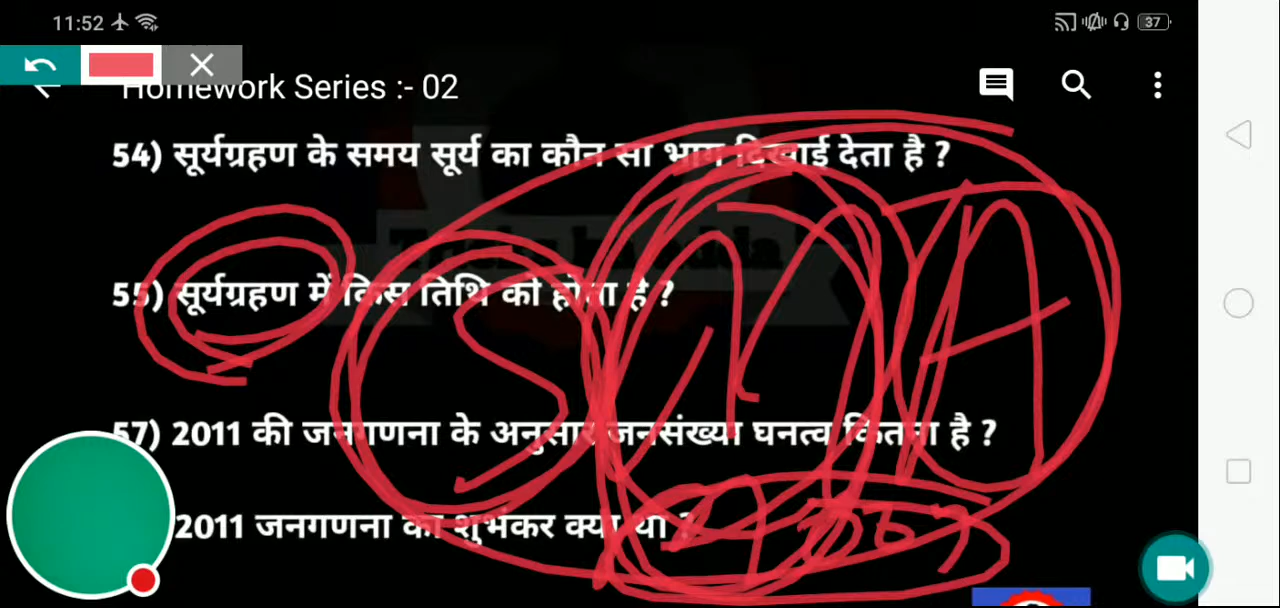 11:52
37
Homework Series :- 02
54) सूर्यग्रहण के समय सूर्य का कौन सा भाग दिखाई देता है ?
55) सूर्यग्रहण में किस तिथि को होता है ?
S M A
57) 2011 की जनगणना के अनुसार जनसंख्या घनत्व कितना है ?
2011 जनगणना का शुभंकर क्या था ?